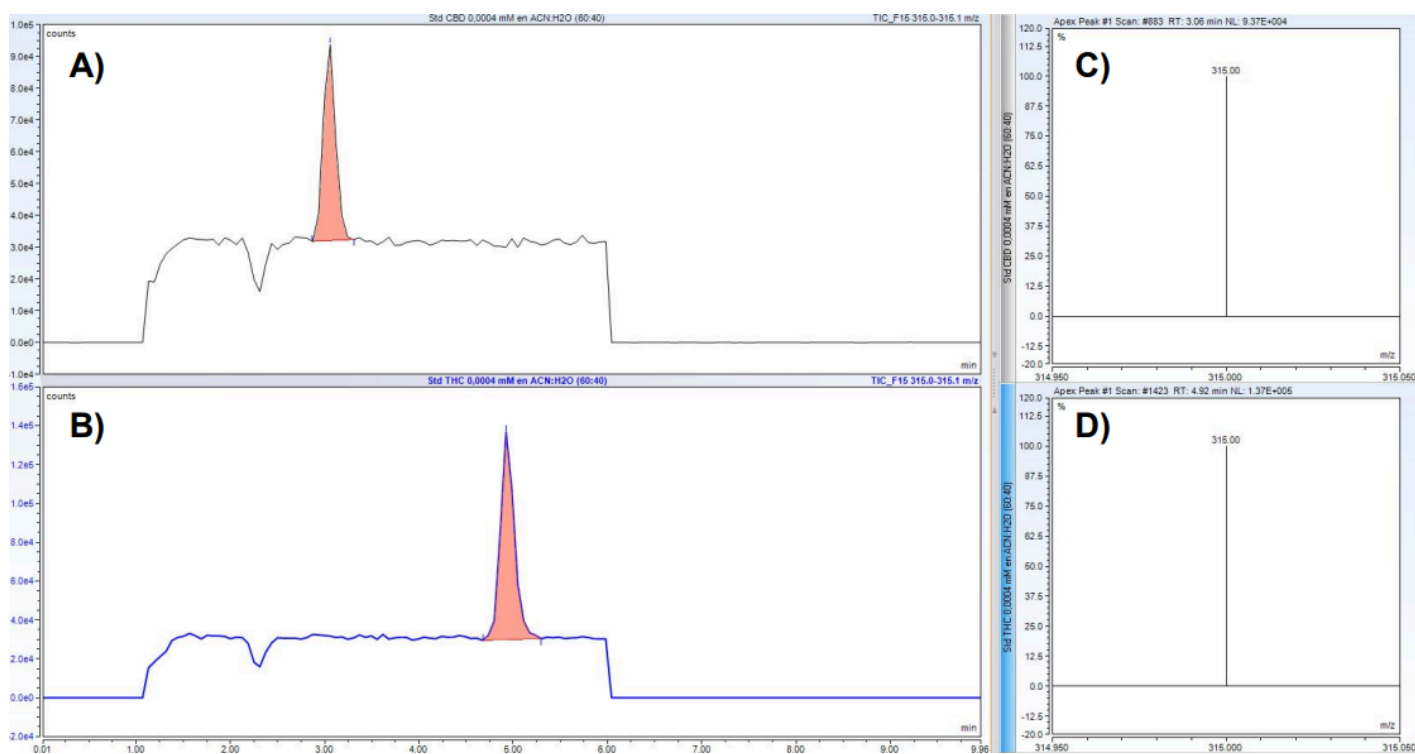 Std CBD 0,0004 mM en ACN:H2O (60:40)
TIC_F15 315.0-315.1 m/z
1.0e5
counts
A)
9.0e4
8.0e4
7.0e4
6.0e4
5.0e4
4.0e4
3.0e4
2.0e4
1.0e4
0.0e0
min
-1.0e4
Std THC 0,0004 mM en ACN:H2O (60:40)
TIC_F15 315.0-315.1 m/z
1.6e5
counts
B)
1.4e5
1.2e5
1.0e5
8.0e4
6.0e4
4.0e4
2.0e4
0.0e0
min
-2.0e4
0.01 1.00 2.00 3.00 4.00 5.00 6.00 7.00 8.00 9.00 9.96
Std CBD 0,0004 mM en ACN:H2O (60:40)
Apex Peak #1 Scan: #883 RT: 3.06 min NL: 9.37E+004
120.0
%
C)
112.5
315.00
100.0
87.5
75.0
62.5
50.0
37.5
25.0
12.5
0.0
-12.5
m/z
-20.0
314.950 315.000 315.050
Std THC 0,0004 mM en ACN:H2O (60:40)
Apex Peak #1 Scan: #1423 RT: 4.92 min NL: 1.37E+005
120.0
%
D)
112.5
315.00
100.0
87.5
75.0
62.5
50.0
37.5
25.0
12.5
0.0
-12.5
m/z
-20.0
314.950 315.000 315.050